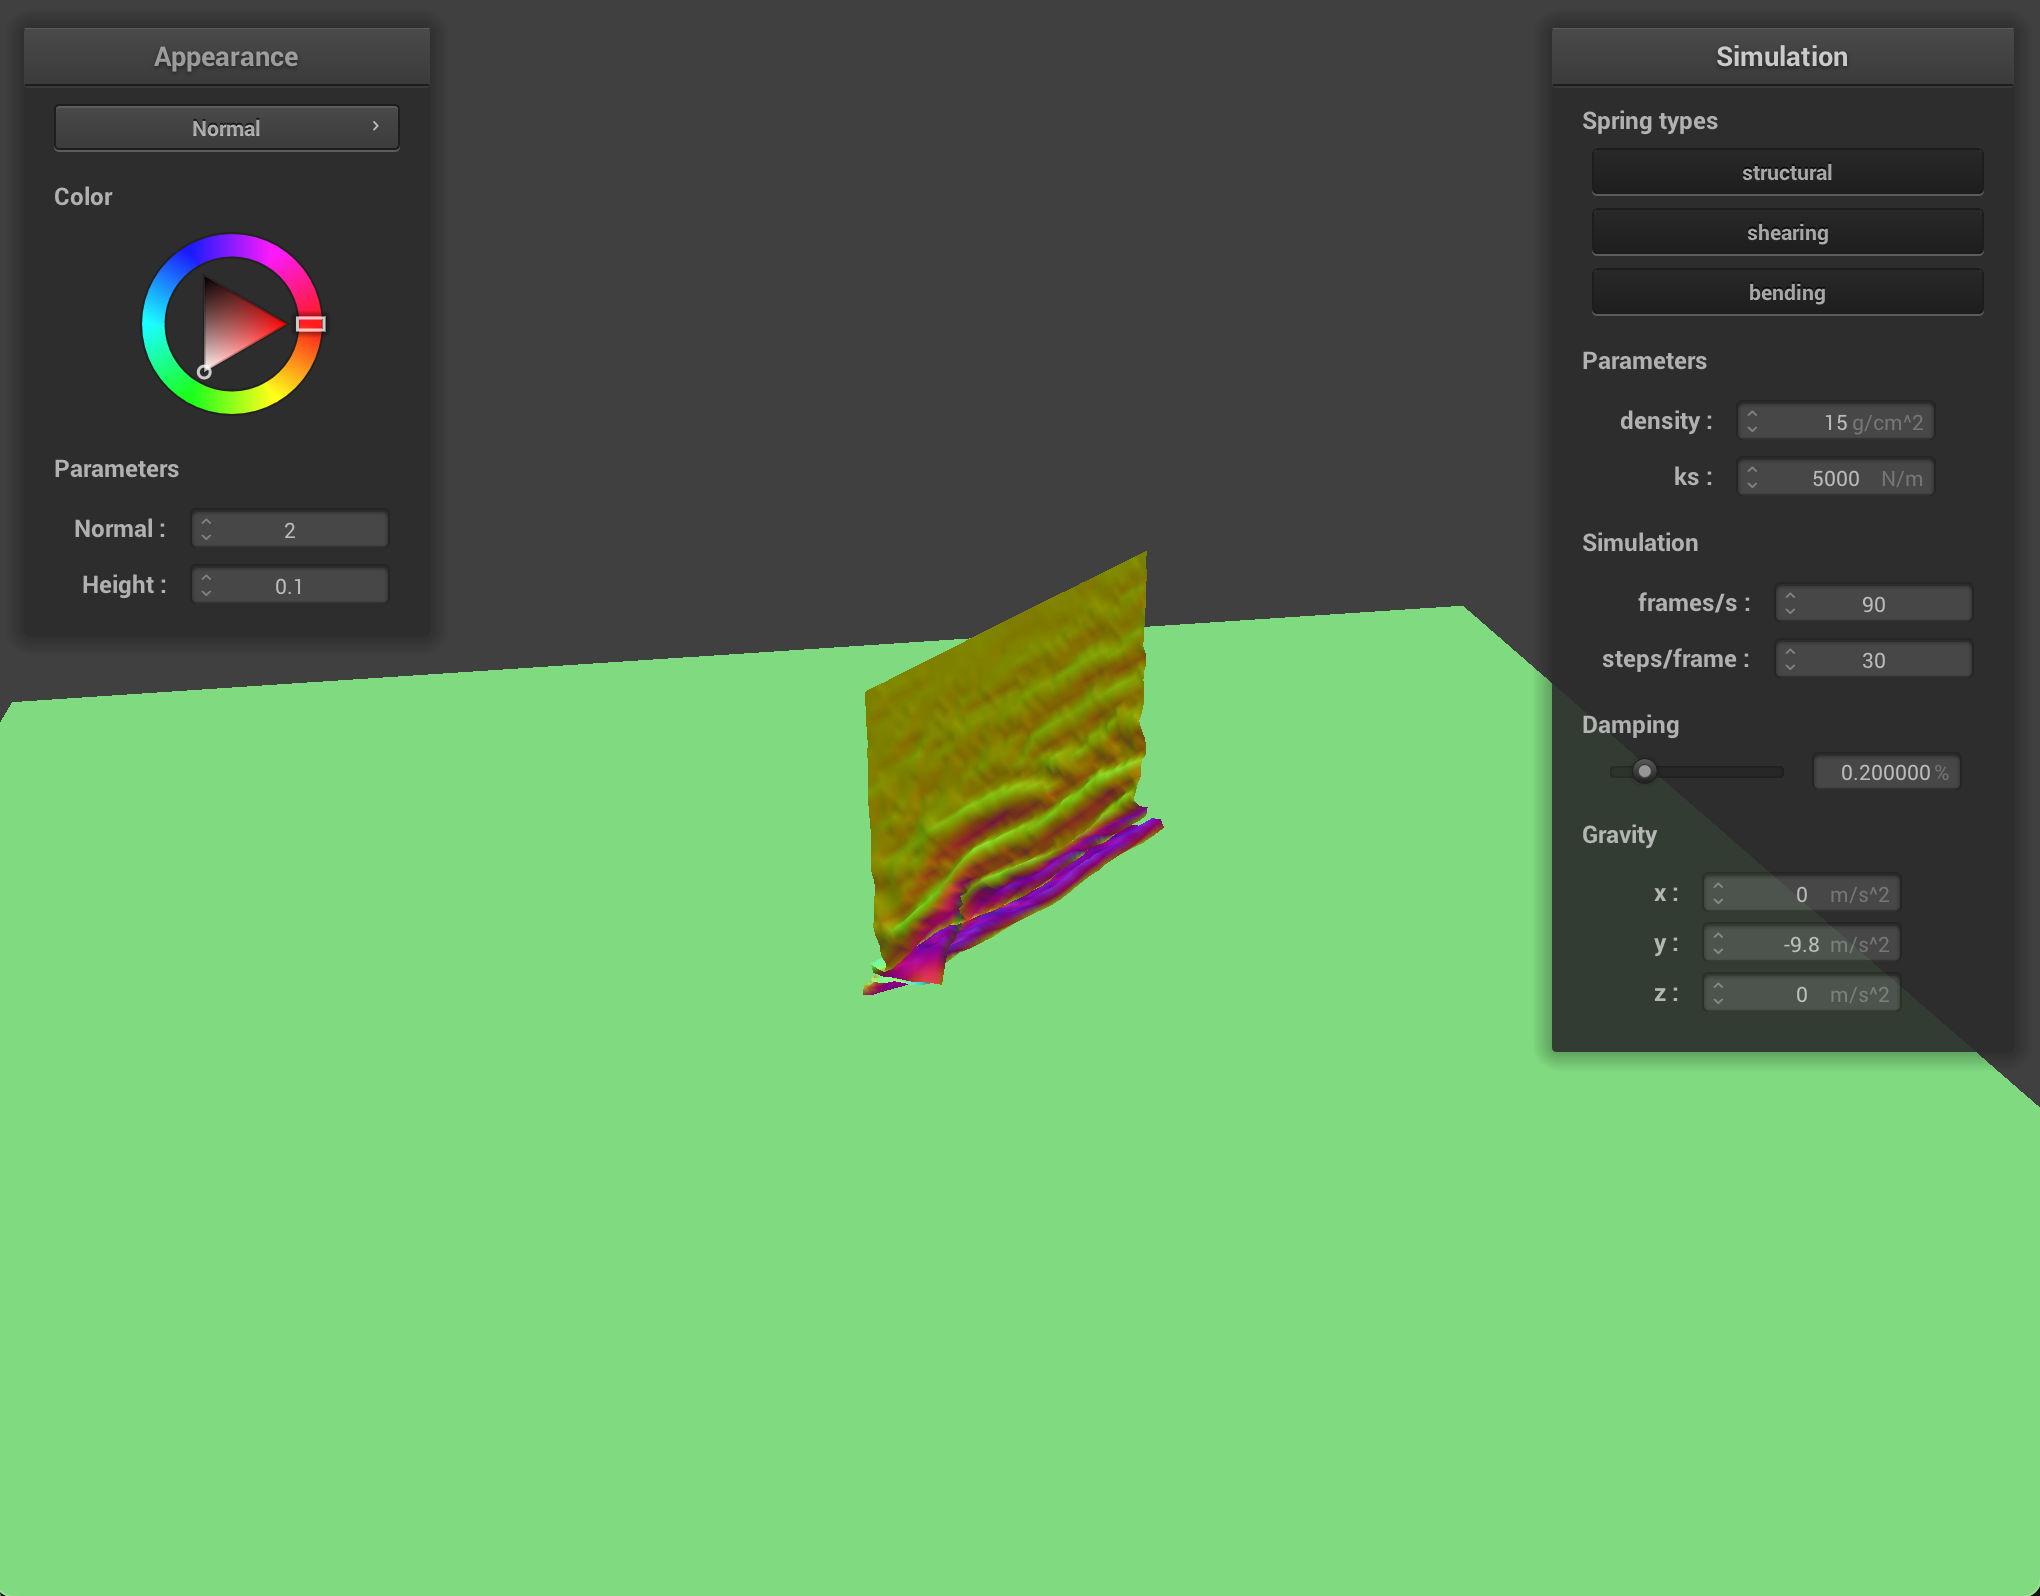 Appearance
Normal
Color
Parameters
Normal : 2
Height : 0.1
Simulation
Spring types
structural
shearing
bending
Parameters
density : 15 g/cm^2
ks : 5000 N/m
Simulation
frames/s : 90
steps/frame : 30
Damping
0.200000 %
Gravity
x : 0 m/s^2
y : -9.8 m/s^2
z : 0 m/s^2